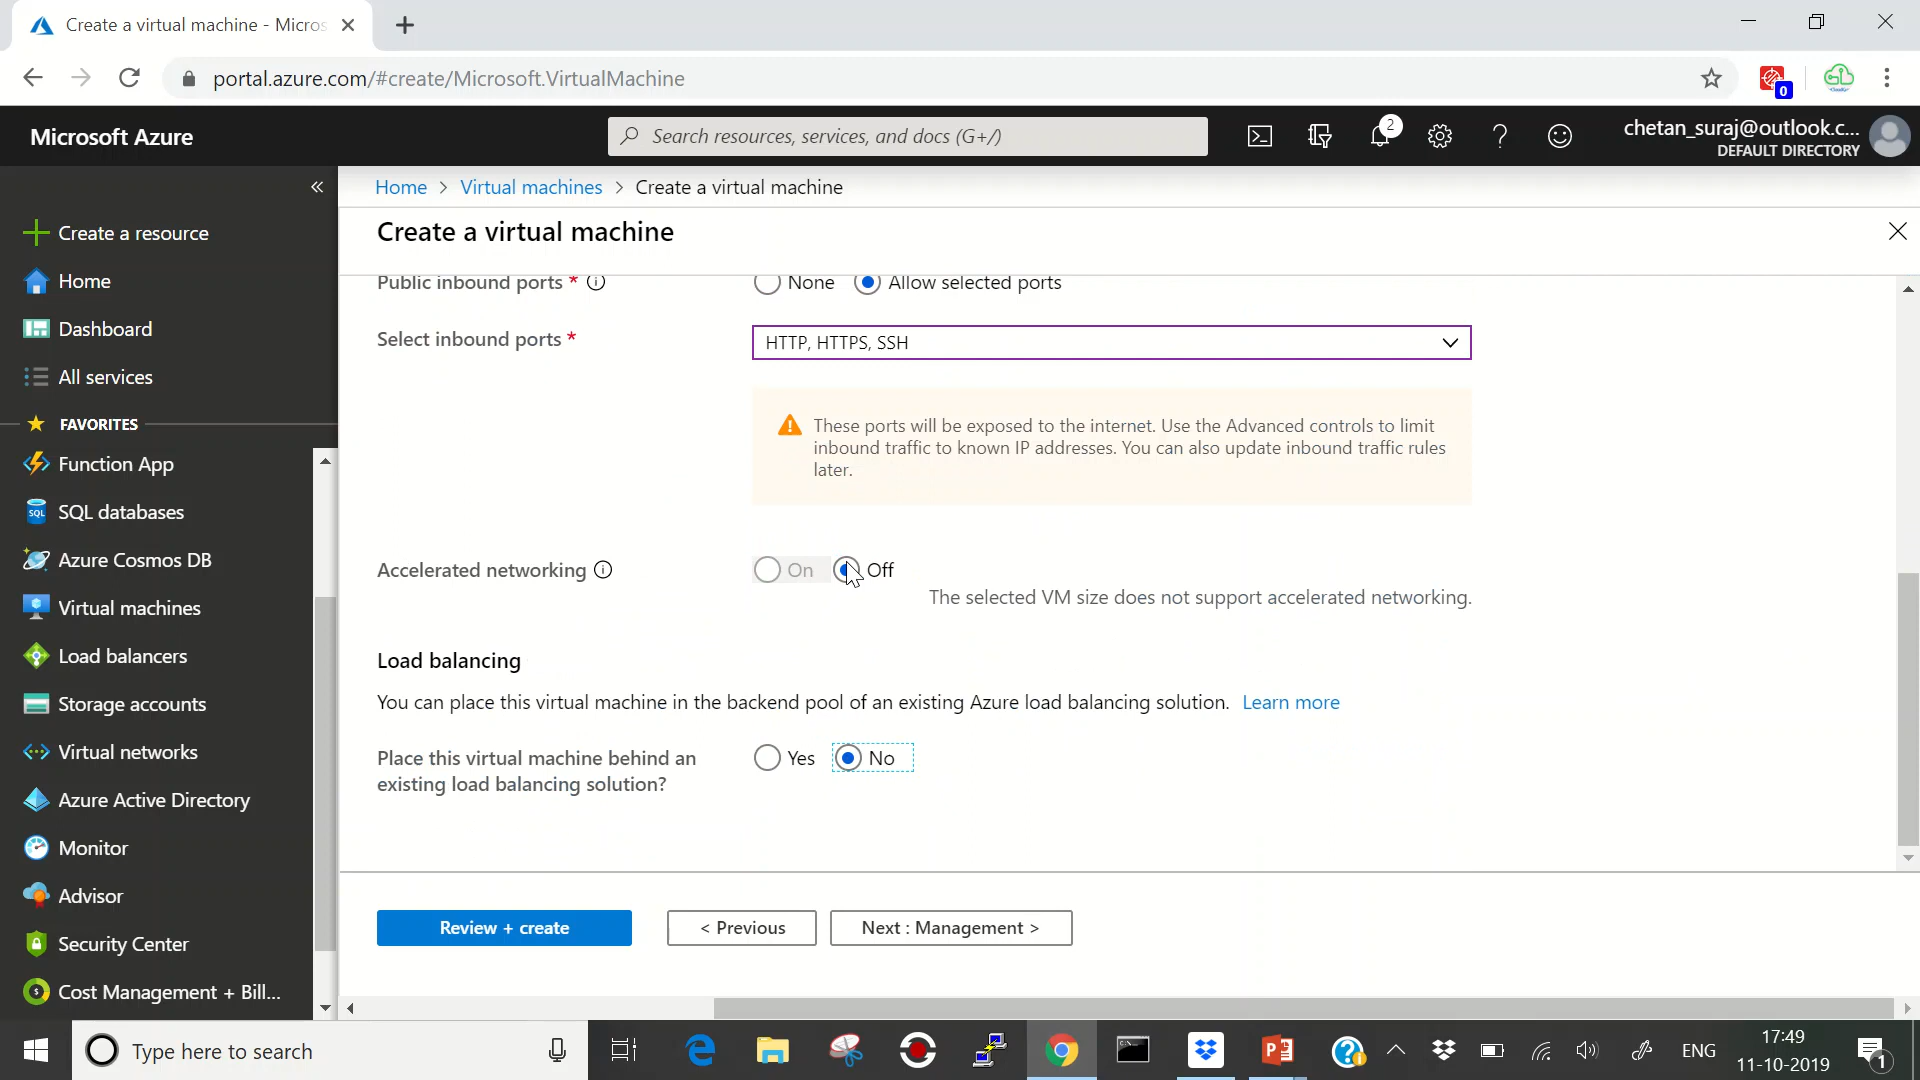 Create a virtual machine - Micros
portal.azure.com/#create/Microsoft.VirtualMachine
0
Microsoft Azure
Search resources, services, and docs (G+/)
2
chetan_suraj@outlook.c...
DEFAULT DIRECTORY
Home > Virtual machines > Create a virtual machine
Create a virtual machine
Create a resource
Home
Dashboard
All services
FAVORITES
Function App
SQL
SQL databases
Azure Cosmos DB
Virtual machines
Load balancers
Storage accounts
Virtual networks
Azure Active Directory
Monitor
Advisor
Security Center
Cost Management + Bill...
Public inbound ports * None Allow selected ports
Select inbound ports * HTTP, HTTPS, SSH
These ports will be exposed to the internet. Use the Advanced controls to limit
inbound traffic to known IP addresses. You can also update inbound traffic rules
later.
Accelerated networking On Off
The selected VM size does not support accelerated networking.
Load balancing
You can place this virtual machine in the backend pool of an existing Azure load balancing solution. Learn more
Place this virtual machine behind an Yes No
existing load balancing solution?
Review + create
< Previous
Next : Management >
Type here to search
ENG
17:49
11-10-2019
1